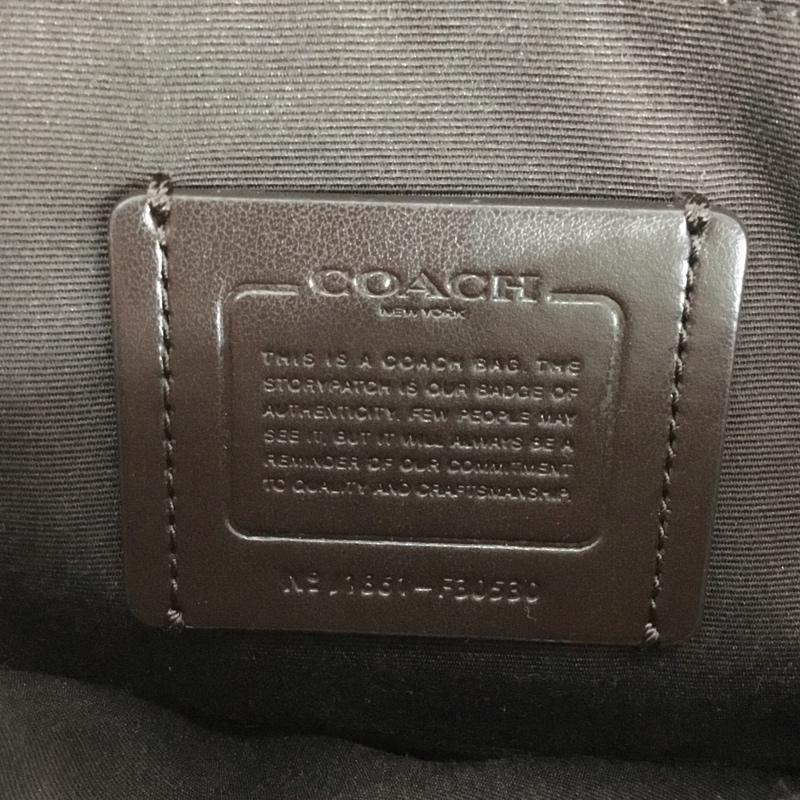 COACH
NEW YORK
THIS IS A COACH BAG. THE
STORYPATCH IS OUR BADGE OF
AUTHENTICITY. FEW PEOPLE MAY
SEE IT, BUT IT WILL ALWAYS BE A
REMINDER OF OUR COMMITMENT
TO QUALITY AND CRAFTSMANSHIP.
Nº